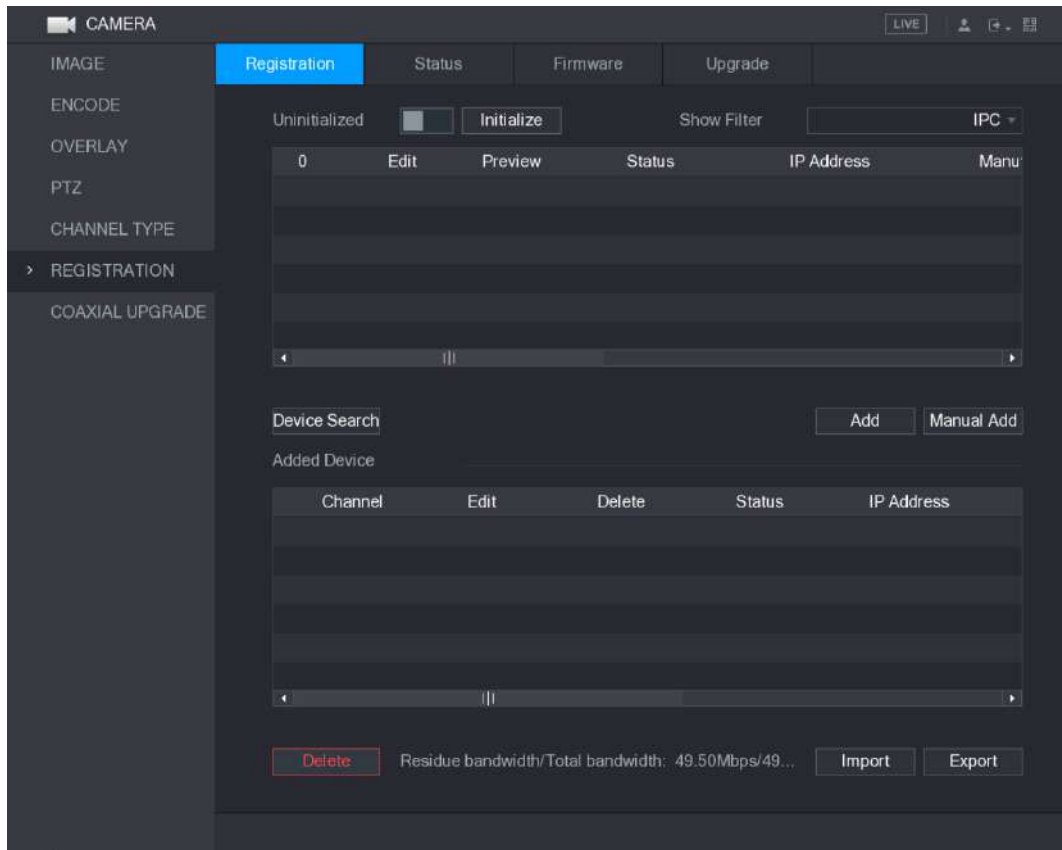 CAMERA LIVE
IMAGE Registration Status Firmware Upgrade
ENCODE Uninitialized Initialize Show Filter IPC
OVERLAY 0 Edit Preview Status IP Address Manu
PTZ
CHANNEL TYPE
> REGISTRATION
COAXIAL UPGRADE
Device Search Add Manual Add
Added Device
Channel Edit Delete Status IP Address
Delete Residue bandwidth/Total bandwidth: 49.50Mbps/49... Import Export